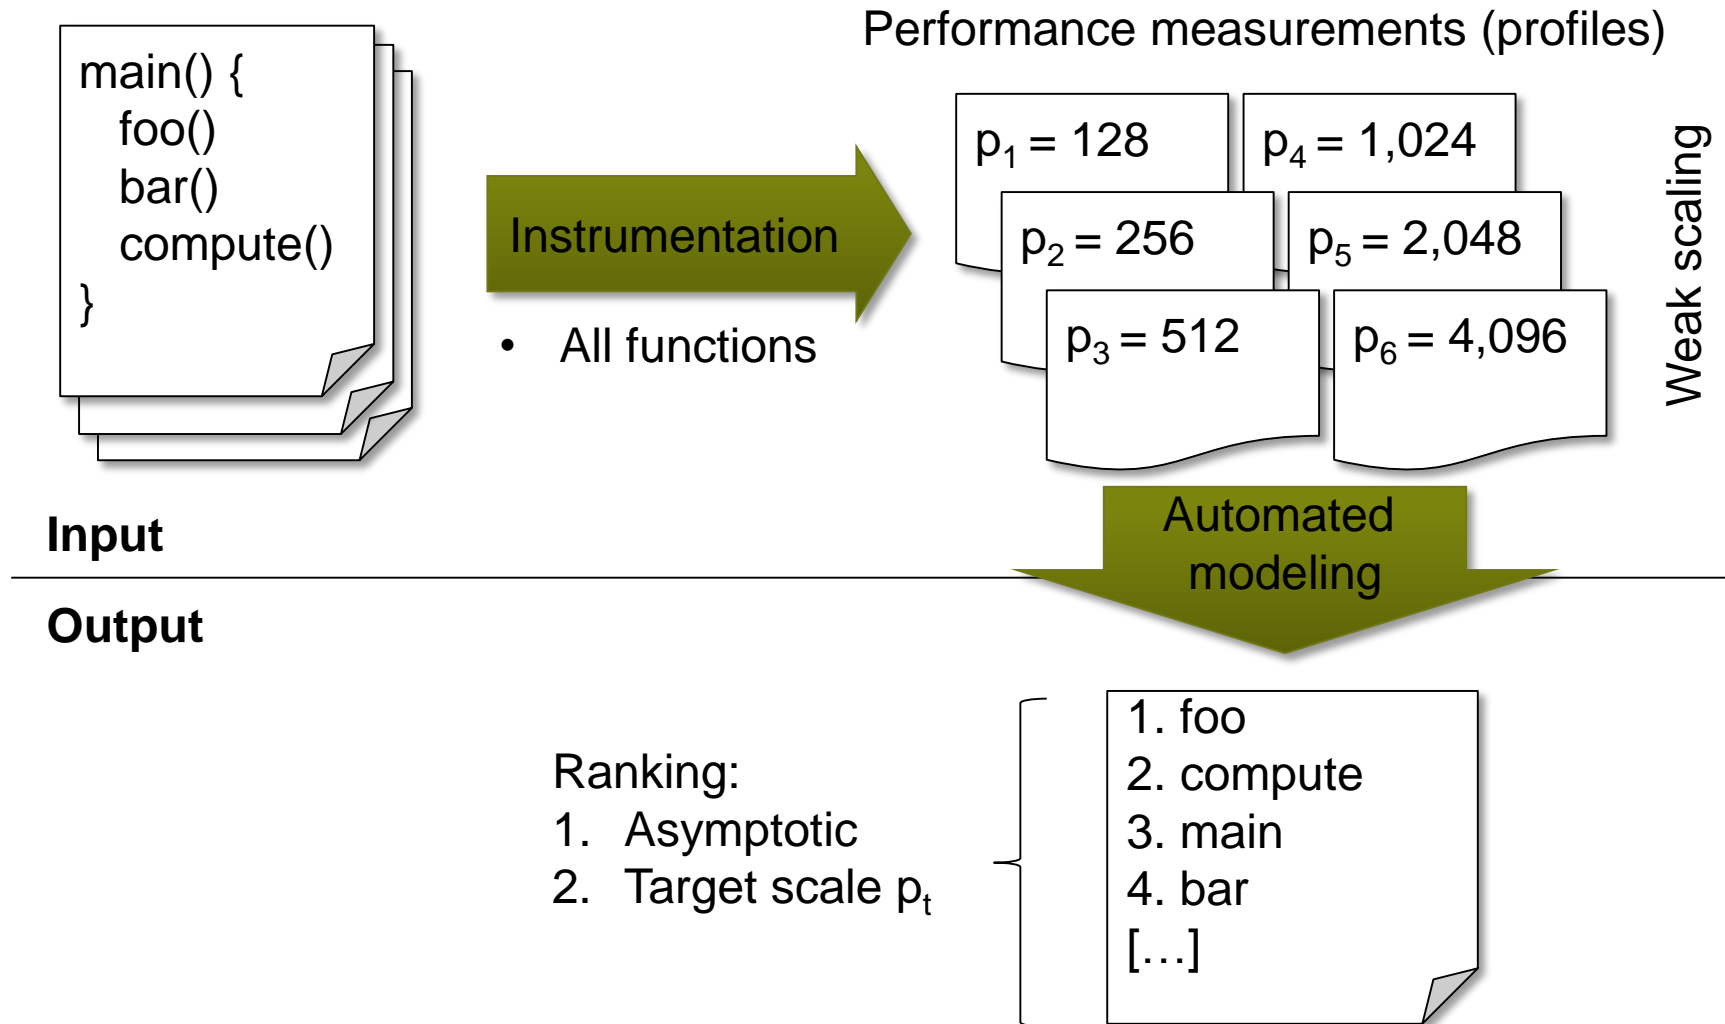 main() {
foo()
bar()
compute()
}
Instrumentation
• All functions
Performance measurements (profiles)
p₁ = 128
p₂ = 256
p₃ = 512
p₄ = 1,024
p₅ = 2,048
p₆ = 4,096
Weak scaling
Input
Automated
modeling
Output
Ranking:
1. Asymptotic
2. Target scale pₜ
1. foo
2. compute
3. main
4. bar
[…]